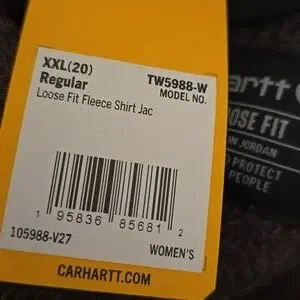 XXL(20)
Regular
TW5988-W
MODEL NO.
Loose Fit Fleece Shirt Jac
1 95836 85681 2
105988-V27
WOMEN'S
CARHARTT.COM
artt
OOSE FIT
IN JORDAN
PROTECT
PEOPLE